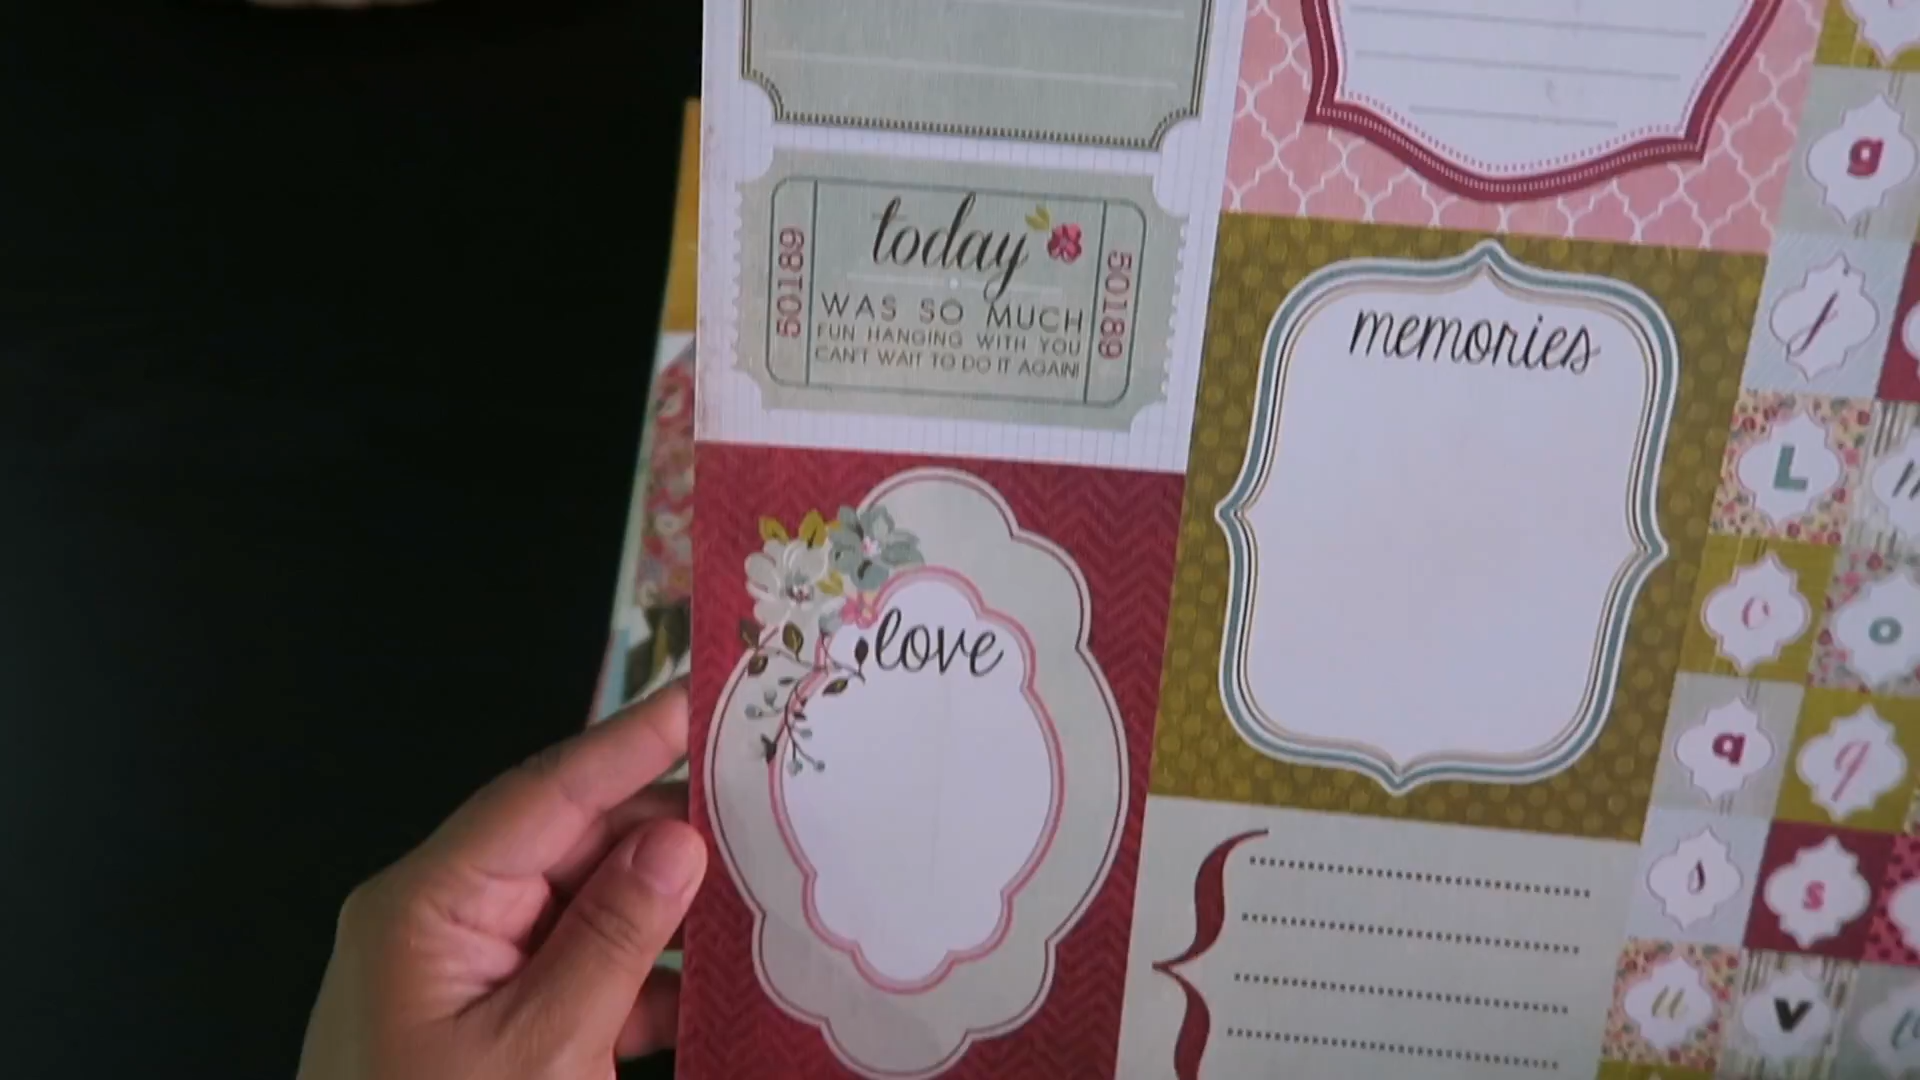 today
WAS SO MUCH
FUN HANGING WITH YOU
CAN'T WAIT TO DO IT AGAIN!
50189
50189
memories
love
g
j
L
c
o
a
q
s
s
u
v